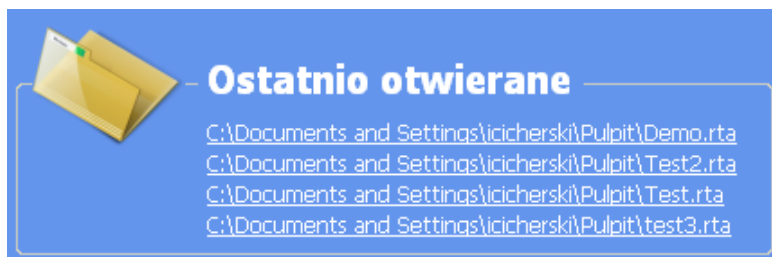 Ostatnio otwierane
C:\Documents and Settings\icicherski\Pulpit\Demo.rta
C:\Documents and Settings\icicherski\Pulpit\Test2.rta
C:\Documents and Settings\icicherski\Pulpit\Test.rta
C:\Documents and Settings\icicherski\Pulpit\test3.rta